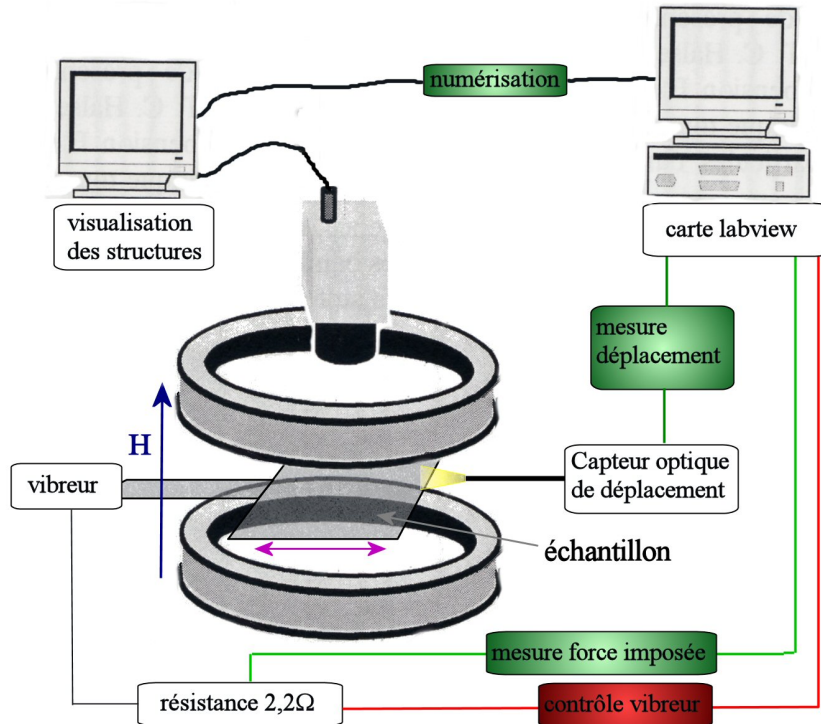 numérisation
visualisation
des structures
carte labview
mesure
déplacement
H
Capteur optique
de déplacement
vibreur
échantillon
mesure force imposée
résistance 2,2Ω
contrôle vibreur